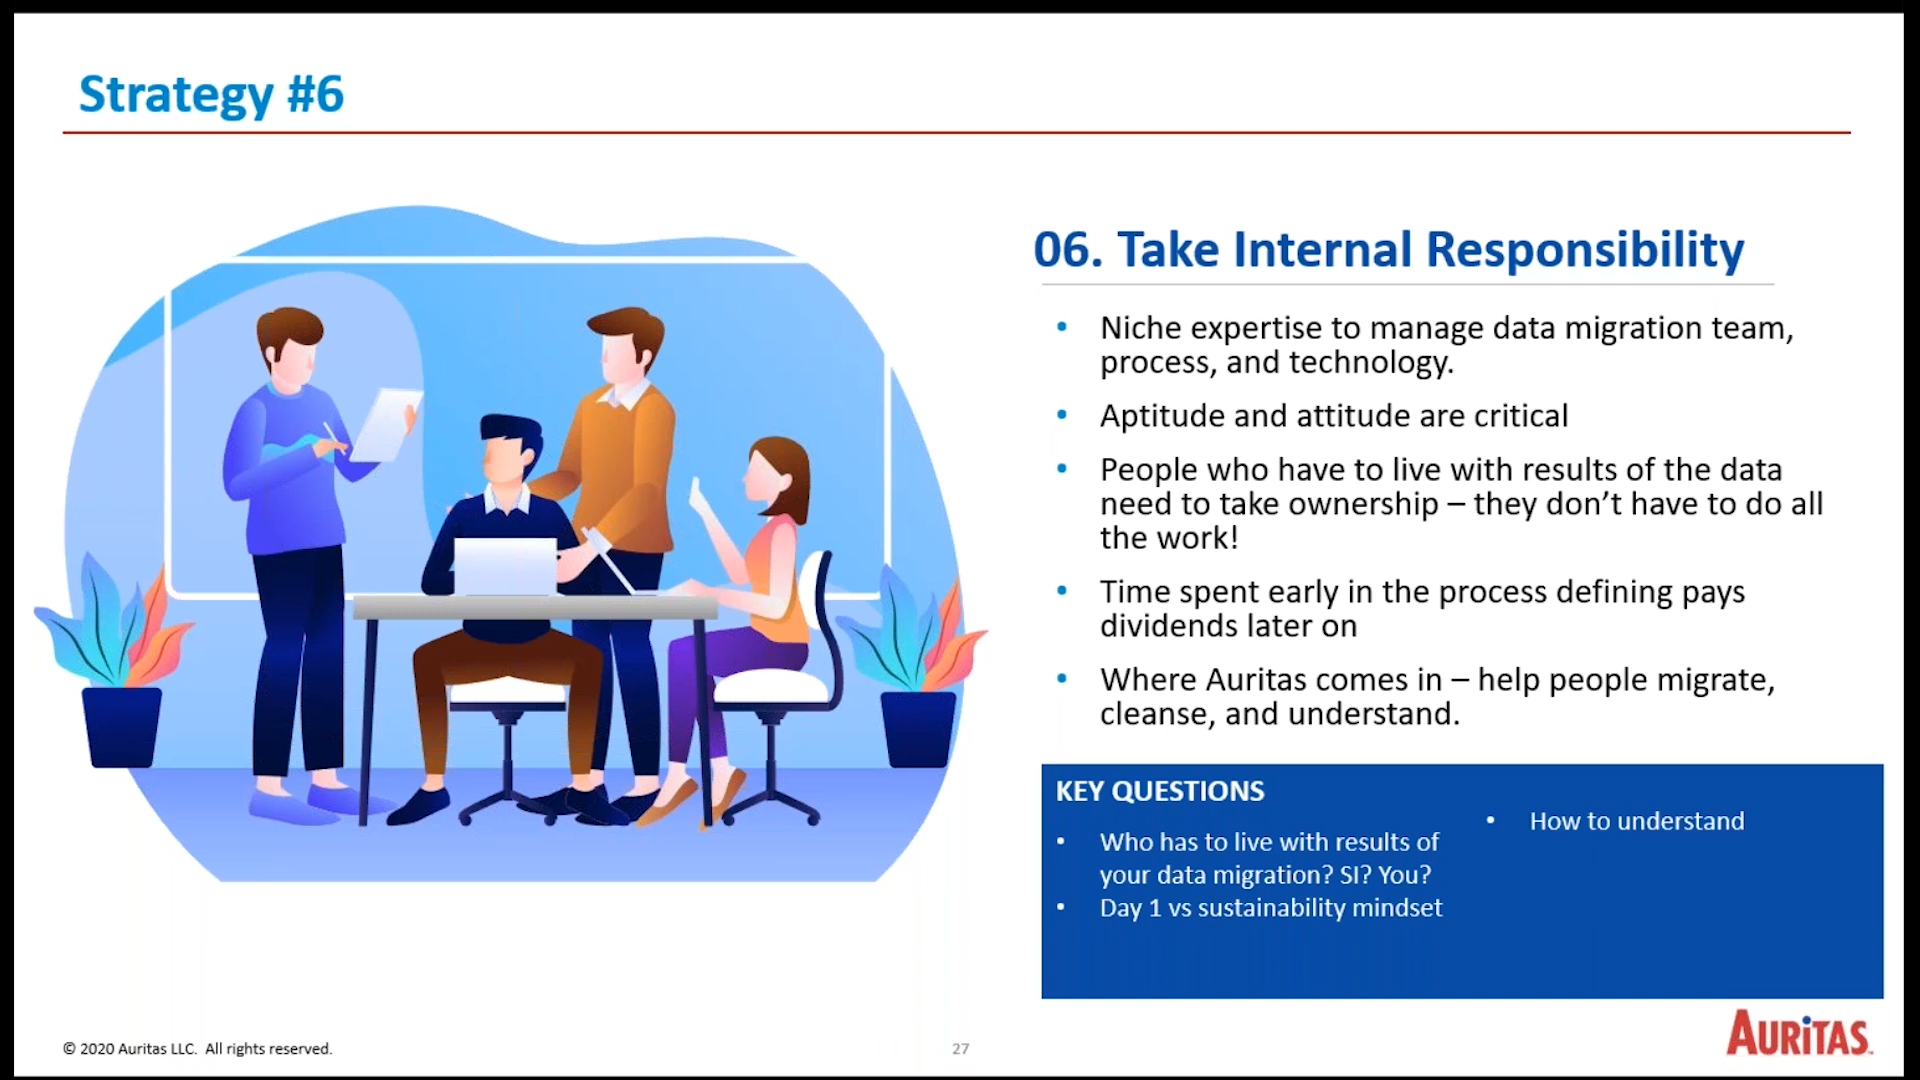 Strategy #6
06. Take Internal Responsibility
• Niche expertise to manage data migration team,
process, and technology.
• Aptitude and attitude are critical
• People who have to live with results of the data
need to take ownership – they don’t have to do all
the work!
• Time spent early in the process defining pays
dividends later on
• Where Auritas comes in – help people migrate,
cleanse, and understand.
KEY QUESTIONS
• Who has to live with results of
your data migration? SI? You?
• Day 1 vs sustainability mindset
• How to understand
© 2020 Auritas LLC. All rights reserved.
27
AURiTAS